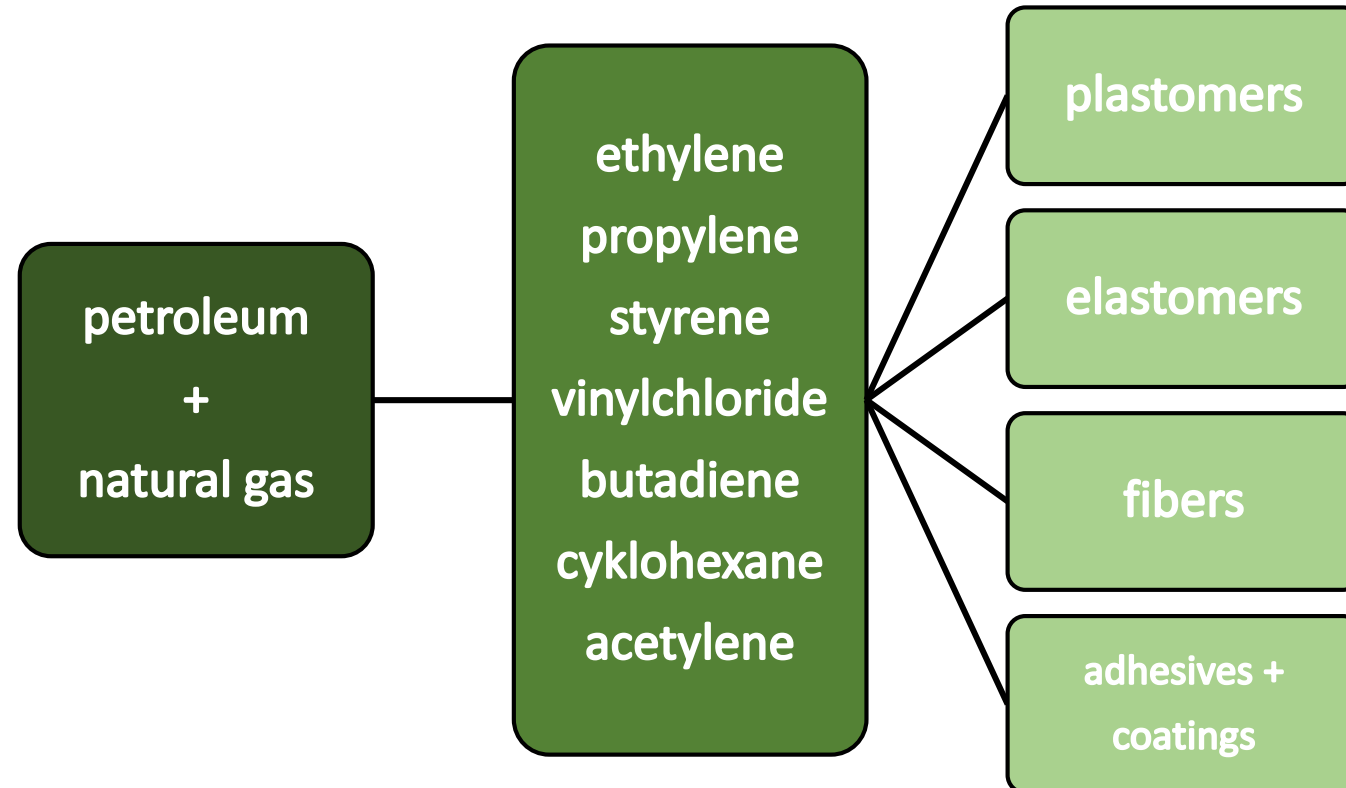 petroleum
+
natural gas
ethylene
propylene
styrene
vinylchloride
butadiene
cyklohexane
acetylene
plastomers
elastomers
fibers
adhesives +
coatings